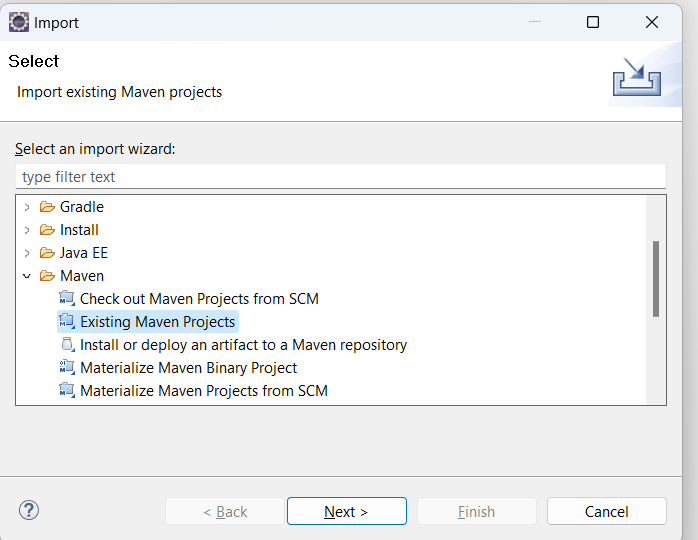 Import
Select
Import existing Maven projects
Select an import wizard:
type filter text
Gradle
Install
Java EE
Maven
Check out Maven Projects from SCM
Existing Maven Projects
Install or deploy an artifact to a Maven repository
Materialize Maven Binary Project
Materialize Maven Projects from SCM
< Back Next > Finish Cancel